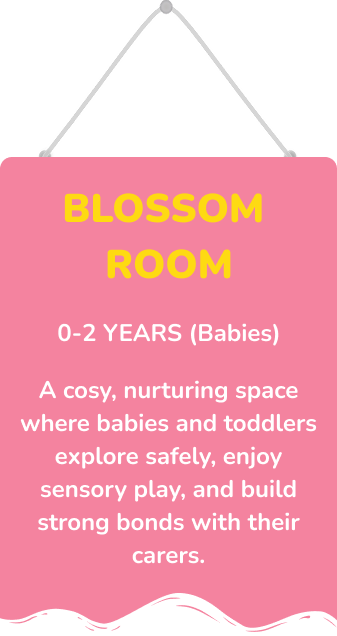 BLOSSOM
ROOM
0-2 YEARS (Babies)
A cosy, nurturing space
where babies and toddlers
explore safely, enjoy
sensory play, and build
strong bonds with their
carers.